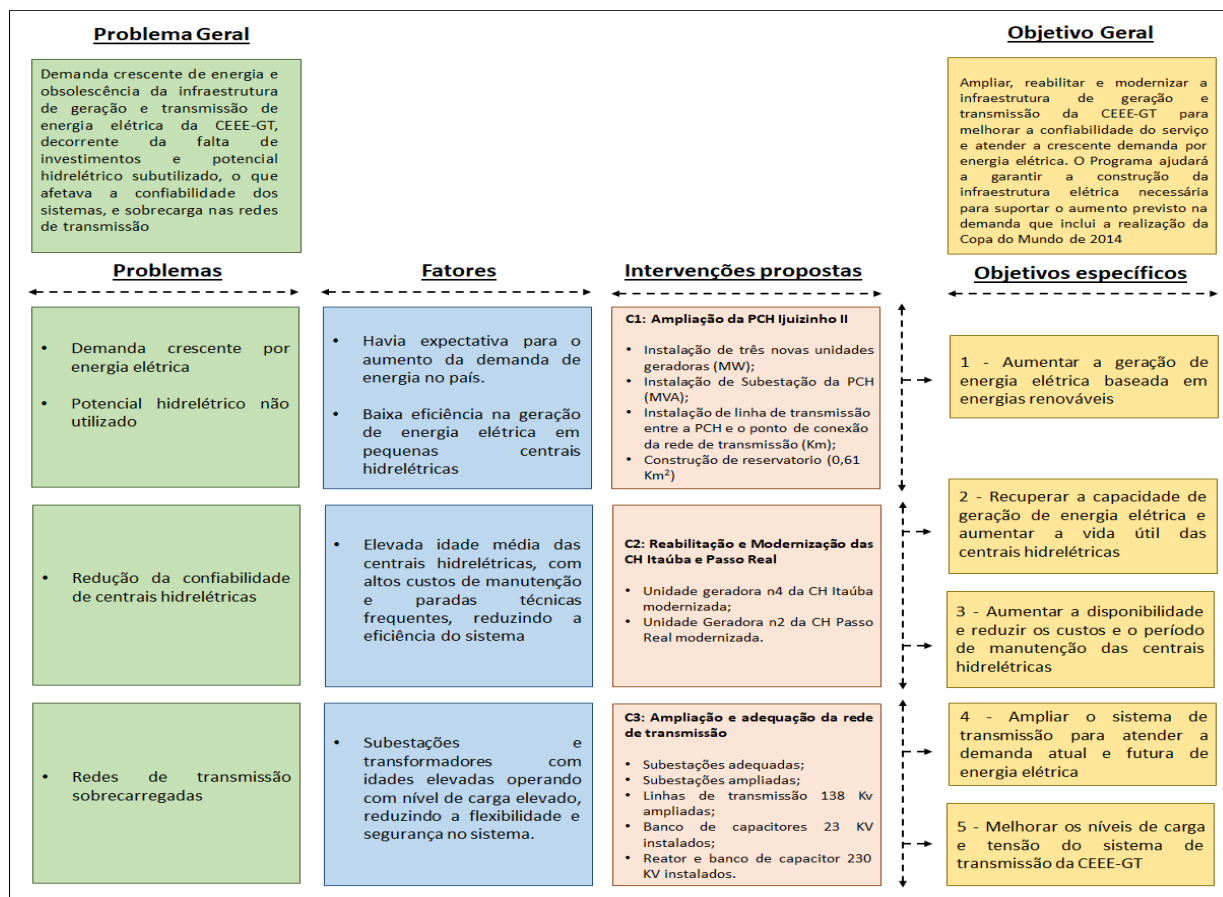 Problema Geral
Demanda crescente de energia e
obsolescência da infraestrutura
de geração e transmissão de
energia elétrica da CEEE-GT,
decorrente da falta de
investimentos e potencial
hidrelétrico subutilizado, o que
afetava a confiabilidade dos
sistemas, e sobrecarga nas redes
de transmissão
Objetivo Geral
Ampliar, reabilitar e modernizar a
infraestrutura de geração e
transmissão da CEEE-GT para
melhorar a confiabilidade do serviço
e atender a crescente demanda por
energia elétrica. O Programa ajudará
a garantir a construção da
infraestrutura elétrica necessária
para suportar o aumento previsto na
demanda que inclui a realização da
Copa do Mundo de 2014
Problemas
Fatores
Intervenções propostas
Objetivos específicos
• Demanda crescente por
energia elétrica
• Potencial hidrelétrico não
utilizado
• Havia expectativa para o
aumento da demanda de
energia no país.
• Baixa eficiência na geração
de energia elétrica em
pequenas centrais
hidrelétricas
C1: Ampliação da PCH Ijuizinho II
• Instalação de três novas unidades
geradoras (MW);
• Instalação de Subestação da PCH
(MVA);
• Instalação de linha de transmissão
entre a PCH e o ponto de conexão
da rede de transmissão (Km);
• Construção de reservatorio (0,61
Km²)
1 - Aumentar a geração de
energia elétrica baseada em
energias renováveis
• Redução da confiabilidade
de centrais hidrelétricas
• Elevada idade média das
centrais hidrelétricas, com
altos custos de manutenção
e paradas técnicas
frequentes, reduzindo a
eficiência do sistema
C2: Reabilitação e Modernização das
CH Itaúba e Passo Real
• Unidade geradora n4 da CH Itaúba
modernizada;
• Unidade Geradora n2 da CH Passo
Real modernizada.
2 - Recuperar a capacidade de
geração de energia elétrica e
aumentar a vida útil das
centrais hidrelétricas
3 - Aumentar a disponibilidade
e reduzir os custos e o período
de manutenção das centrais
hidrelétricas
• Redes de transmissão
sobrecarregadas
• Subestações e
transformadores com
idades elevadas operando
com nível de carga elevado,
reduzindo a flexibilidade e
segurança no sistema.
C3: Ampliação e adequação da rede
de transmissão
• Subestações adequadas;
• Subestações ampliadas;
• Linhas de transmissão 138 Kv
ampliadas;
• Banco de capacitores 23 KV
instalados;
• Reator e banco de capacitor 230
KV instalados.
4 - Ampliar o sistema de
transmissão para atender a
demanda atual e futura de
energia elétrica
5 - Melhorar os níveis de carga
e tensão do sistema de
transmissão da CEEE-GT